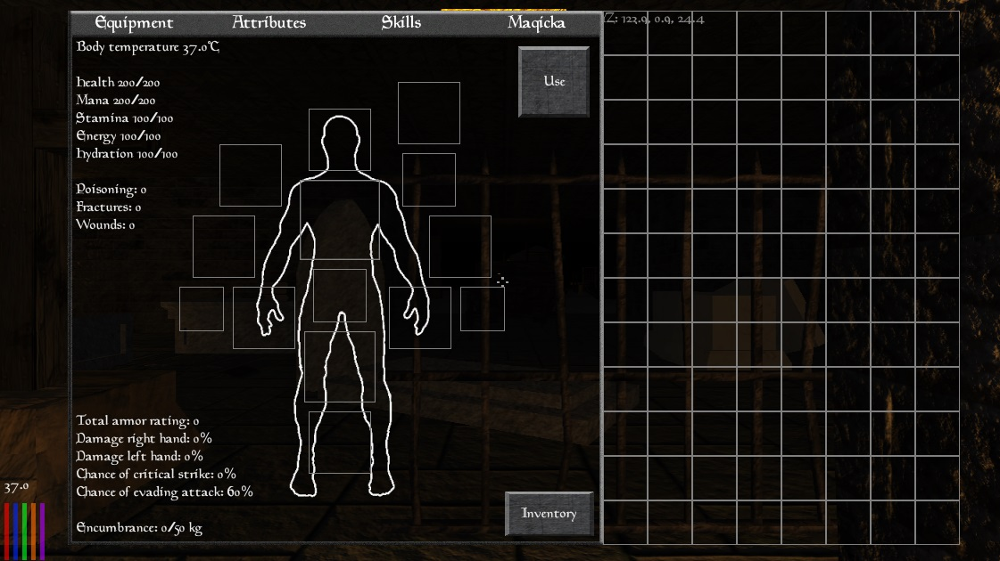 Equipment Attributes Skills Magicka
Z: 123.9, 0.9, 24.4
Body temperature 37.0°C
Use
Health 200/200
Mana 200/200
Stamina 100/100
Energy 100/100
Hydration 100/100
Poisoning: 0
Fractures: 0
Wounds: 0
Total armor rating: 0
Damage right hand: 0%
Damage left hand: 0%
Chance of critical strike: 0%
Chance of evading attack: 60%
37.0
Inventory
Encumbrance: 0/50 kg